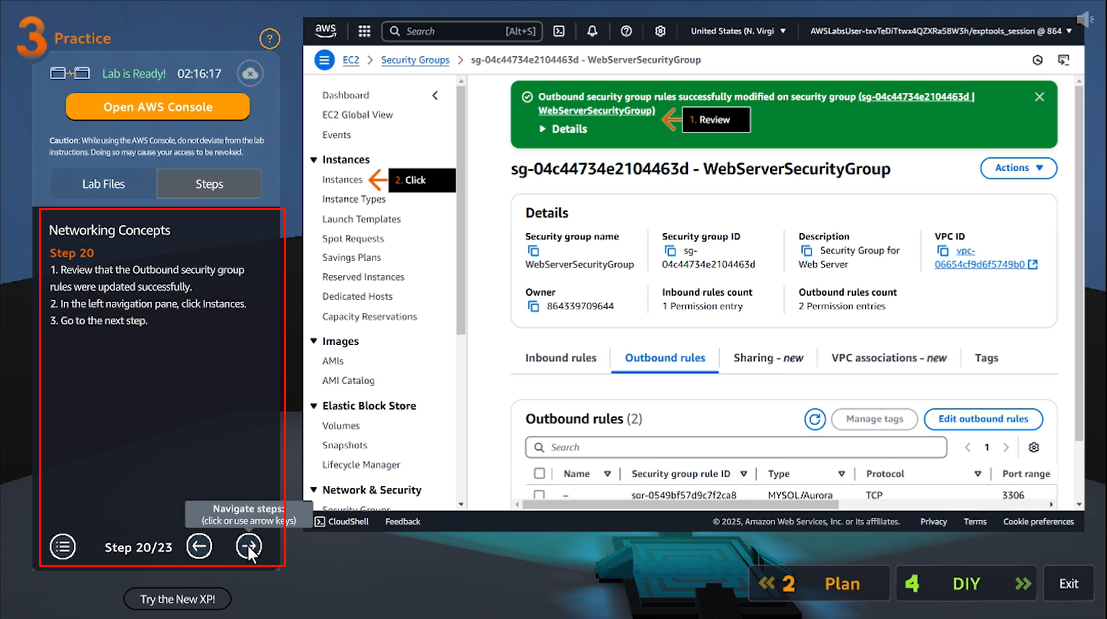 3 Practice
?
Lab is Ready! 02:16:17
Open AWS Console
Caution: While using the AWS Console, do not deviate from the lab
instructions. Doing so may cause your access to be revoked.
Lab Files Steps
Networking Concepts
Step 20
1. Review that the Outbound security group
rules were updated successfully.
2. In the left navigation pane, click Instances.
3. Go to the next step.
Navigate steps:
(click or use arrow keys)
Step 20/23
Try the New XP!
aws Search [Alt+S] United States (N. Virgi AWSLabsUser-txvTeDiTtwx4QZXRa58W3h/exptools_session @ 864
EC2 > Security Groups > sg-04c44734e2104463d - WebServerSecurityGroup
Dashboard
EC2 Global View
Events
Instances
Instances
2. Click
Instance Types
Launch Templates
Spot Requests
Savings Plans
Reserved Instances
Dedicated Hosts
Capacity Reservations
Images
AMIs
AMI Catalog
Elastic Block Store
Volumes
Snapshots
Lifecycle Manager
Network & Security
Security Groups
Outbound security group rules successfully modified on security group (sg-04c44734e2104463d |
WebServerSecurityGroup)
1. Review
Details
sg-04c44734e2104463d - WebServerSecurityGroup
Actions
Details
Security group name
WebServerSecurityGroup
Security group ID
sg-
04c44734e2104463d
Description
Security Group for
Web Server
VPC ID
vpc-
06654cf9d6f5749b0
Owner
864339709644
Inbound rules count
1 Permission entry
Outbound rules count
2 Permission entries
Inbound rules Outbound rules Sharing - new VPC associations - new Tags
Outbound rules (2)
Manage tags Edit outbound rules
Search
1
Name Security group rule ID Type Protocol Port range
– sgr-0549bf57d9c7f2ca8 MYSQL/Aurora TCP 3306
CloudShell Feedback © 2025, Amazon Web Services, Inc. or its affiliates. Privacy Terms Cookie preferences
2 Plan
4 DIY
Exit